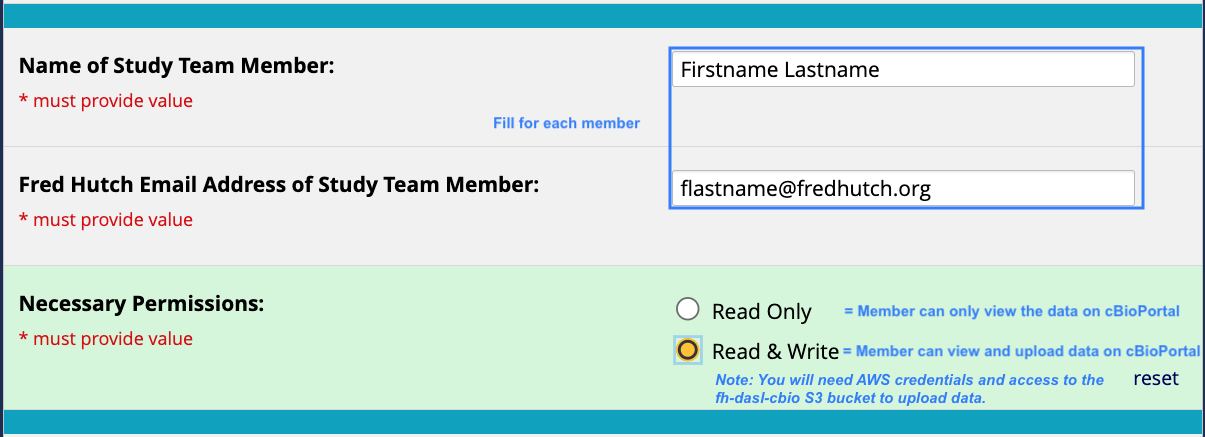 Name of Study Team Member:
Firstname Lastname
* must provide value
Fill for each member
Fred Hutch Email Address of Study Team Member:
flastname@fredhutch.org
* must provide value
Necessary Permissions:
Read Only = Member can only view the data on cBioPortal
* must provide value
Read & Write = Member can view and upload data on cBioPortal
Note: You will need AWS credentials and access to the
reset
fh-dasl-cbio S3 bucket to upload data.